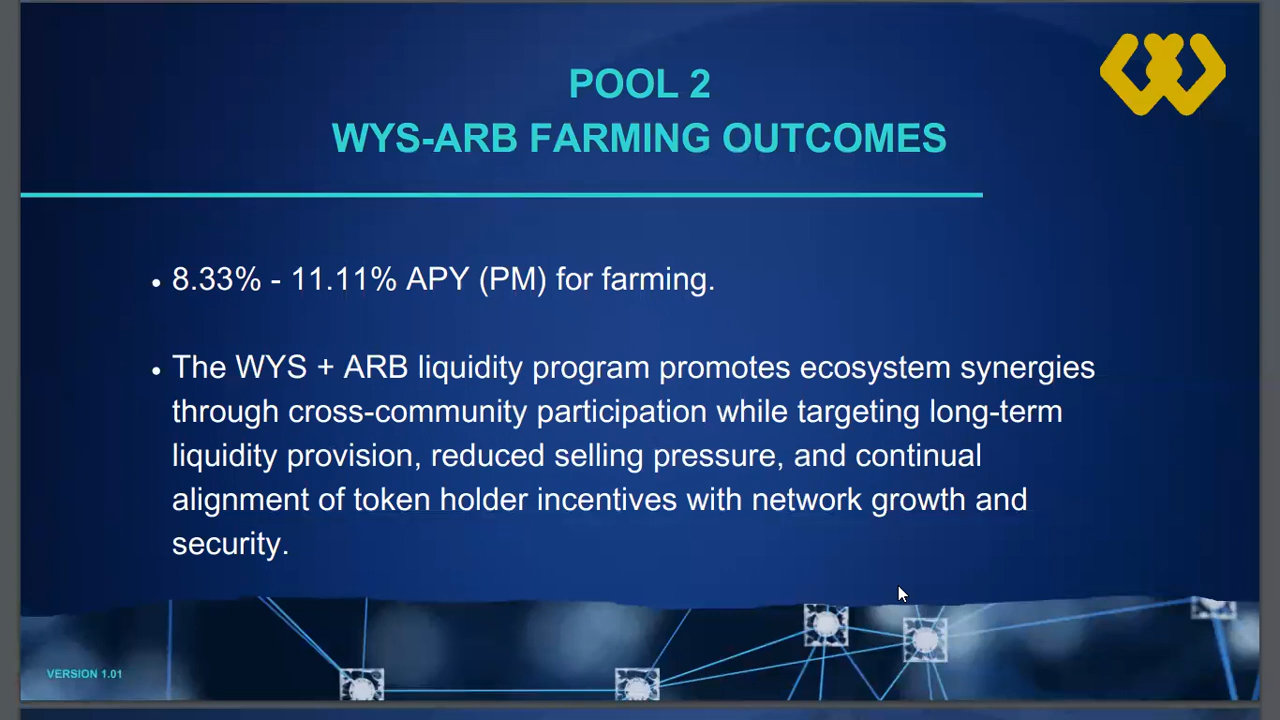 POOL 2
WYS-ARB FARMING OUTCOMES
• 8.33% - 11.11% APY (PM) for farming.
• The WYS + ARB liquidity program promotes ecosystem synergies
through cross-community participation while targeting long-term
liquidity provision, reduced selling pressure, and continual
alignment of token holder incentives with network growth and
security.
VERSION 1.01